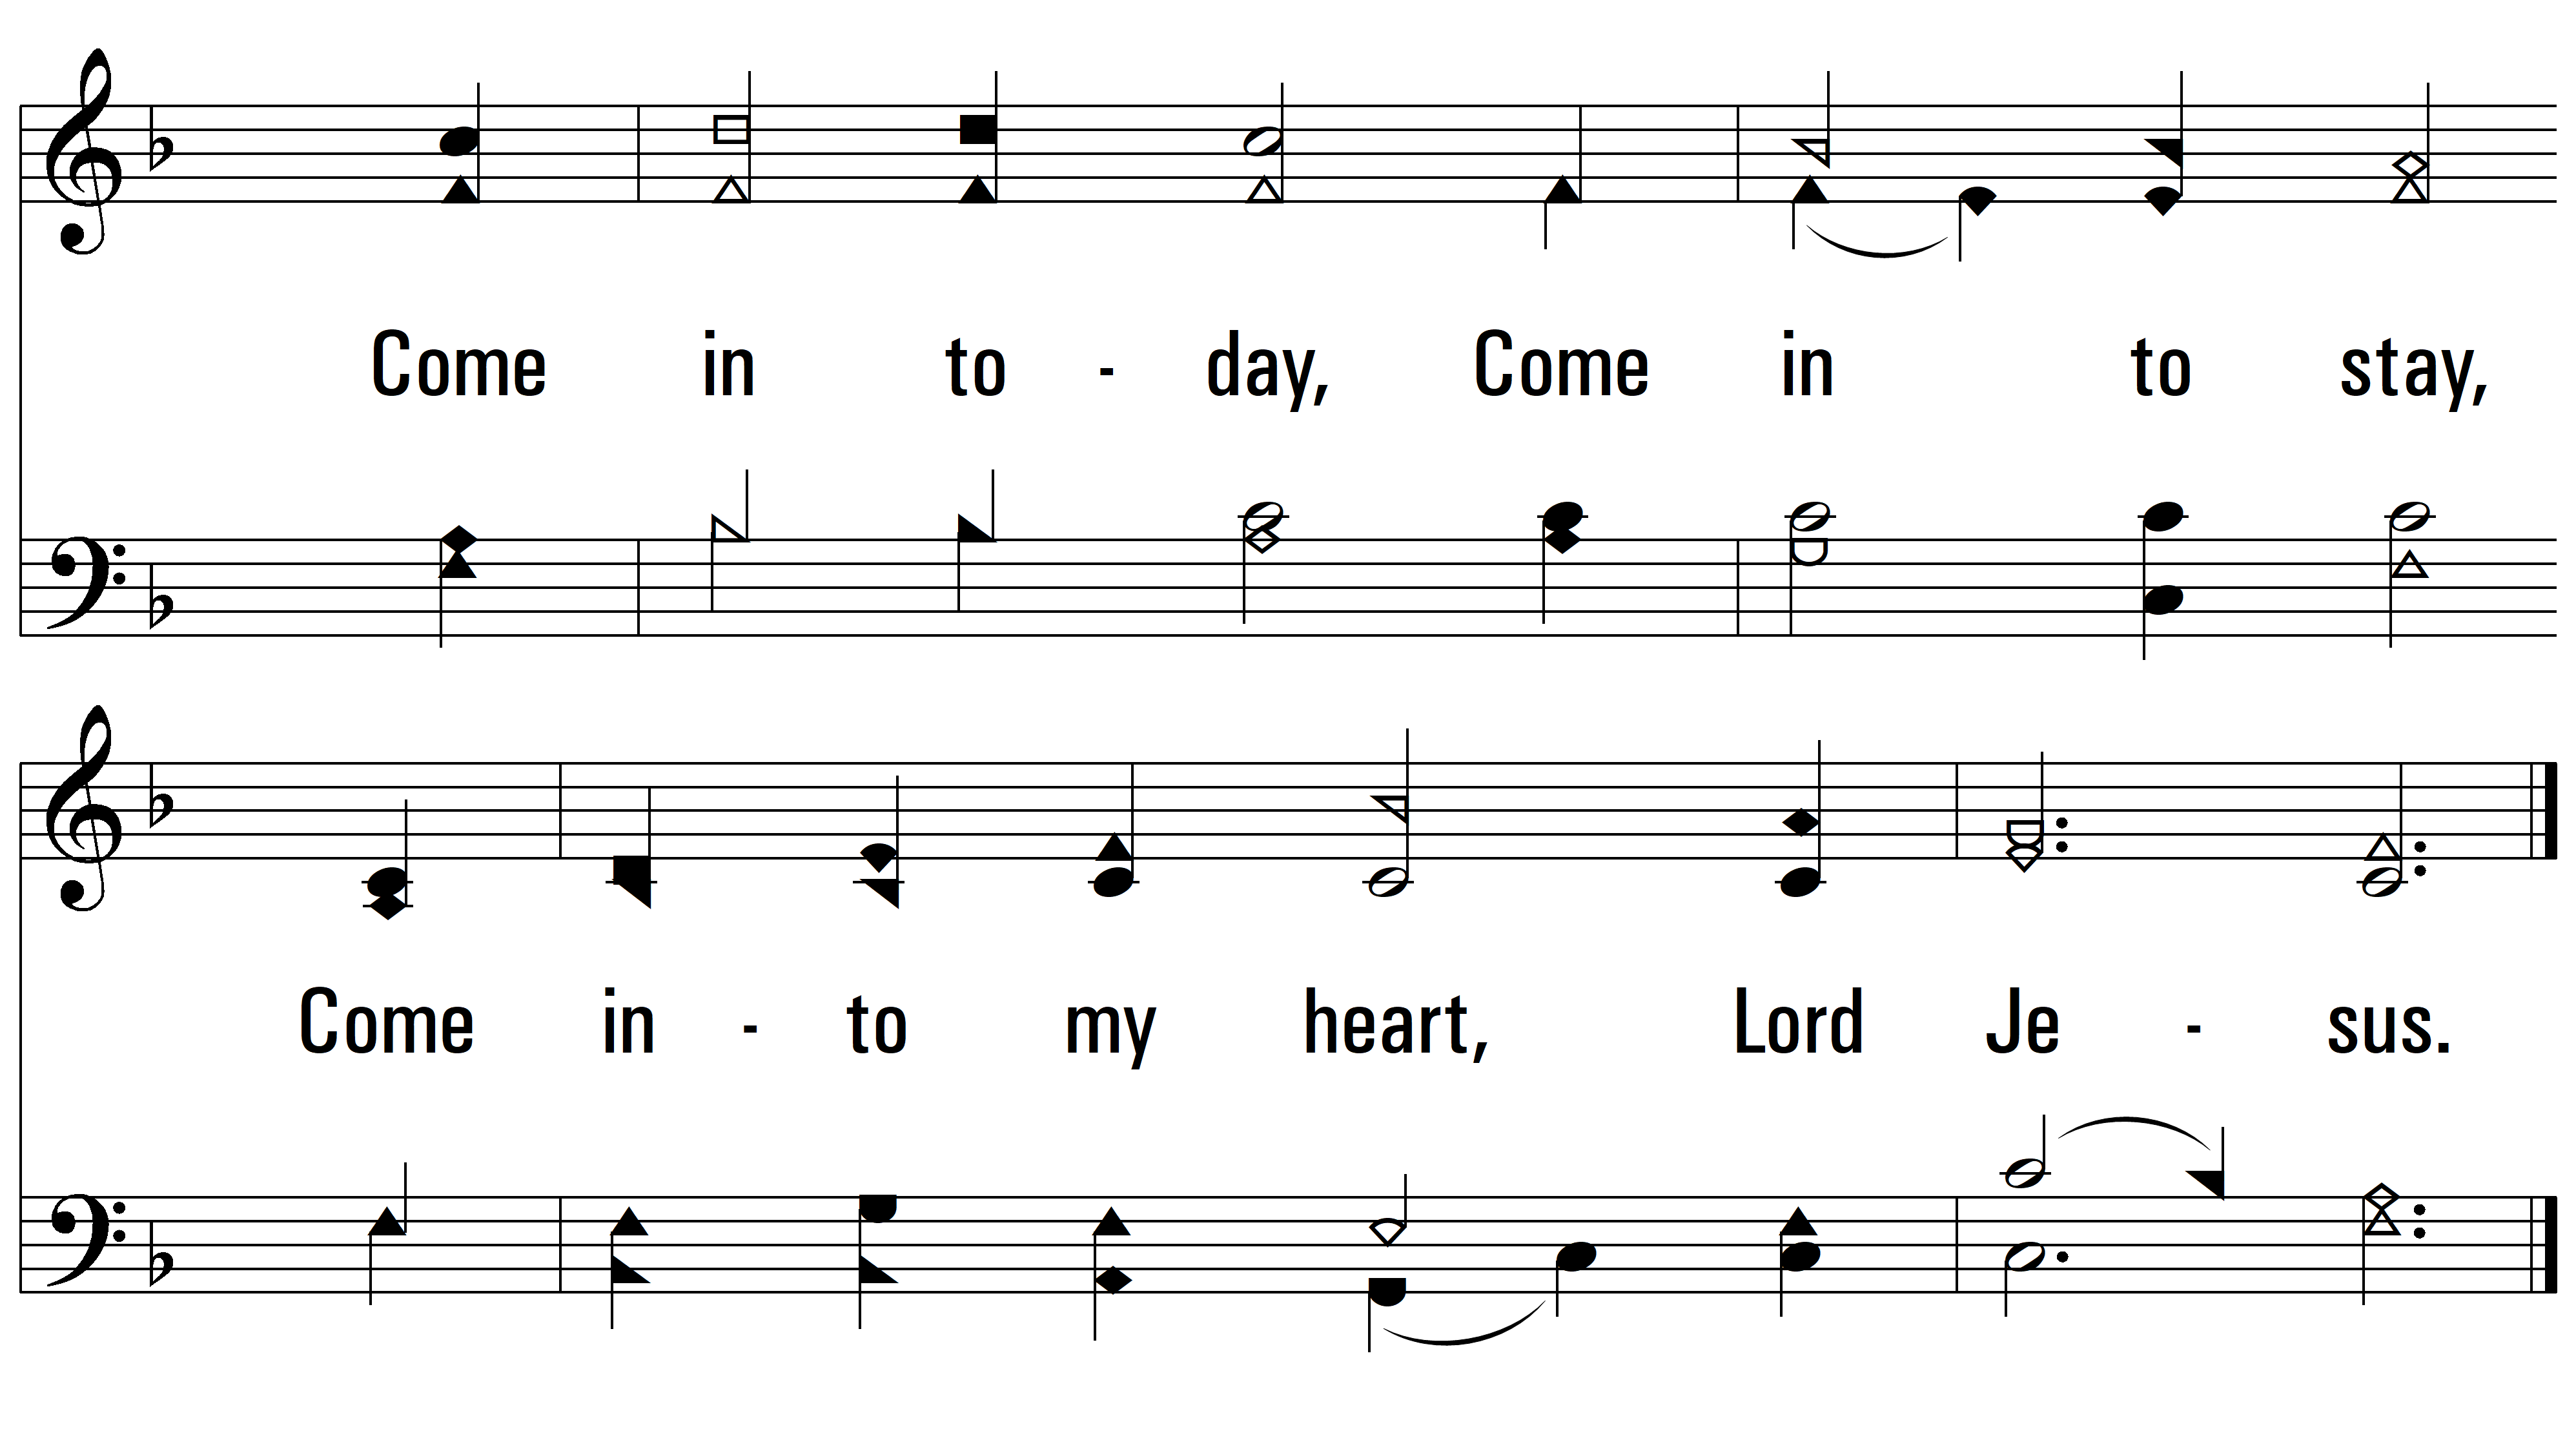 Come in to - day, Come in to stay,
Come in - to my heart, Lord Je - sus.